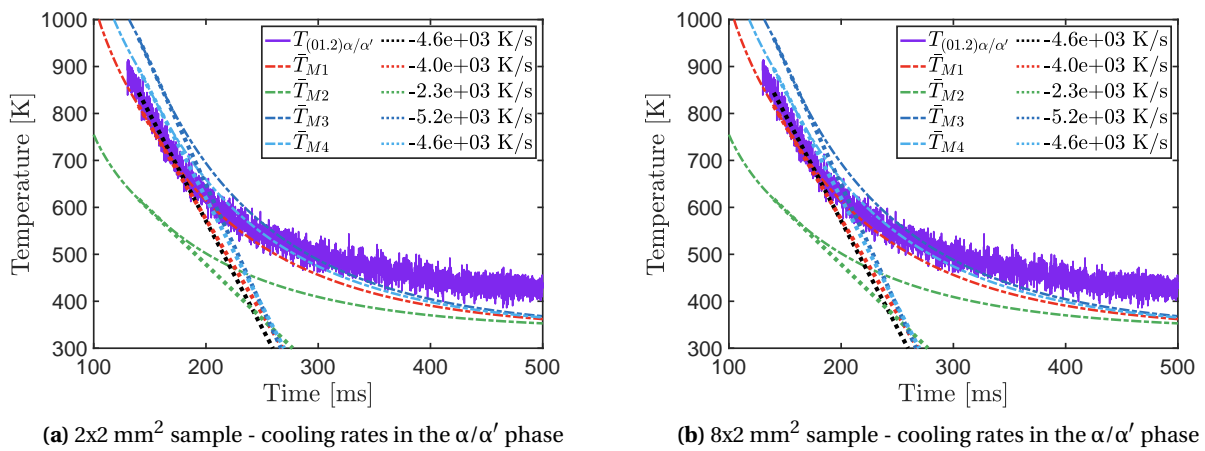 1000
900
800
700
600
500
400
300
Temperature [K]
100 200 300 400 500
Time [ms]
T(01.2)α/α′ -4.6e+03 K/s
T̄M1 -4.0e+03 K/s
T̄M2 -2.3e+03 K/s
T̄M3 -5.2e+03 K/s
T̄M4 -4.6e+03 K/s
(a) 2x2 mm² sample - cooling rates in the α/α′ phase
1000
900
800
700
600
500
400
300
Temperature [K]
100 200 300 400 500
Time [ms]
T(01.2)α/α′ -4.6e+03 K/s
T̄M1 -4.0e+03 K/s
T̄M2 -2.3e+03 K/s
T̄M3 -5.2e+03 K/s
T̄M4 -4.6e+03 K/s
(b) 8x2 mm² sample - cooling rates in the α/α′ phase